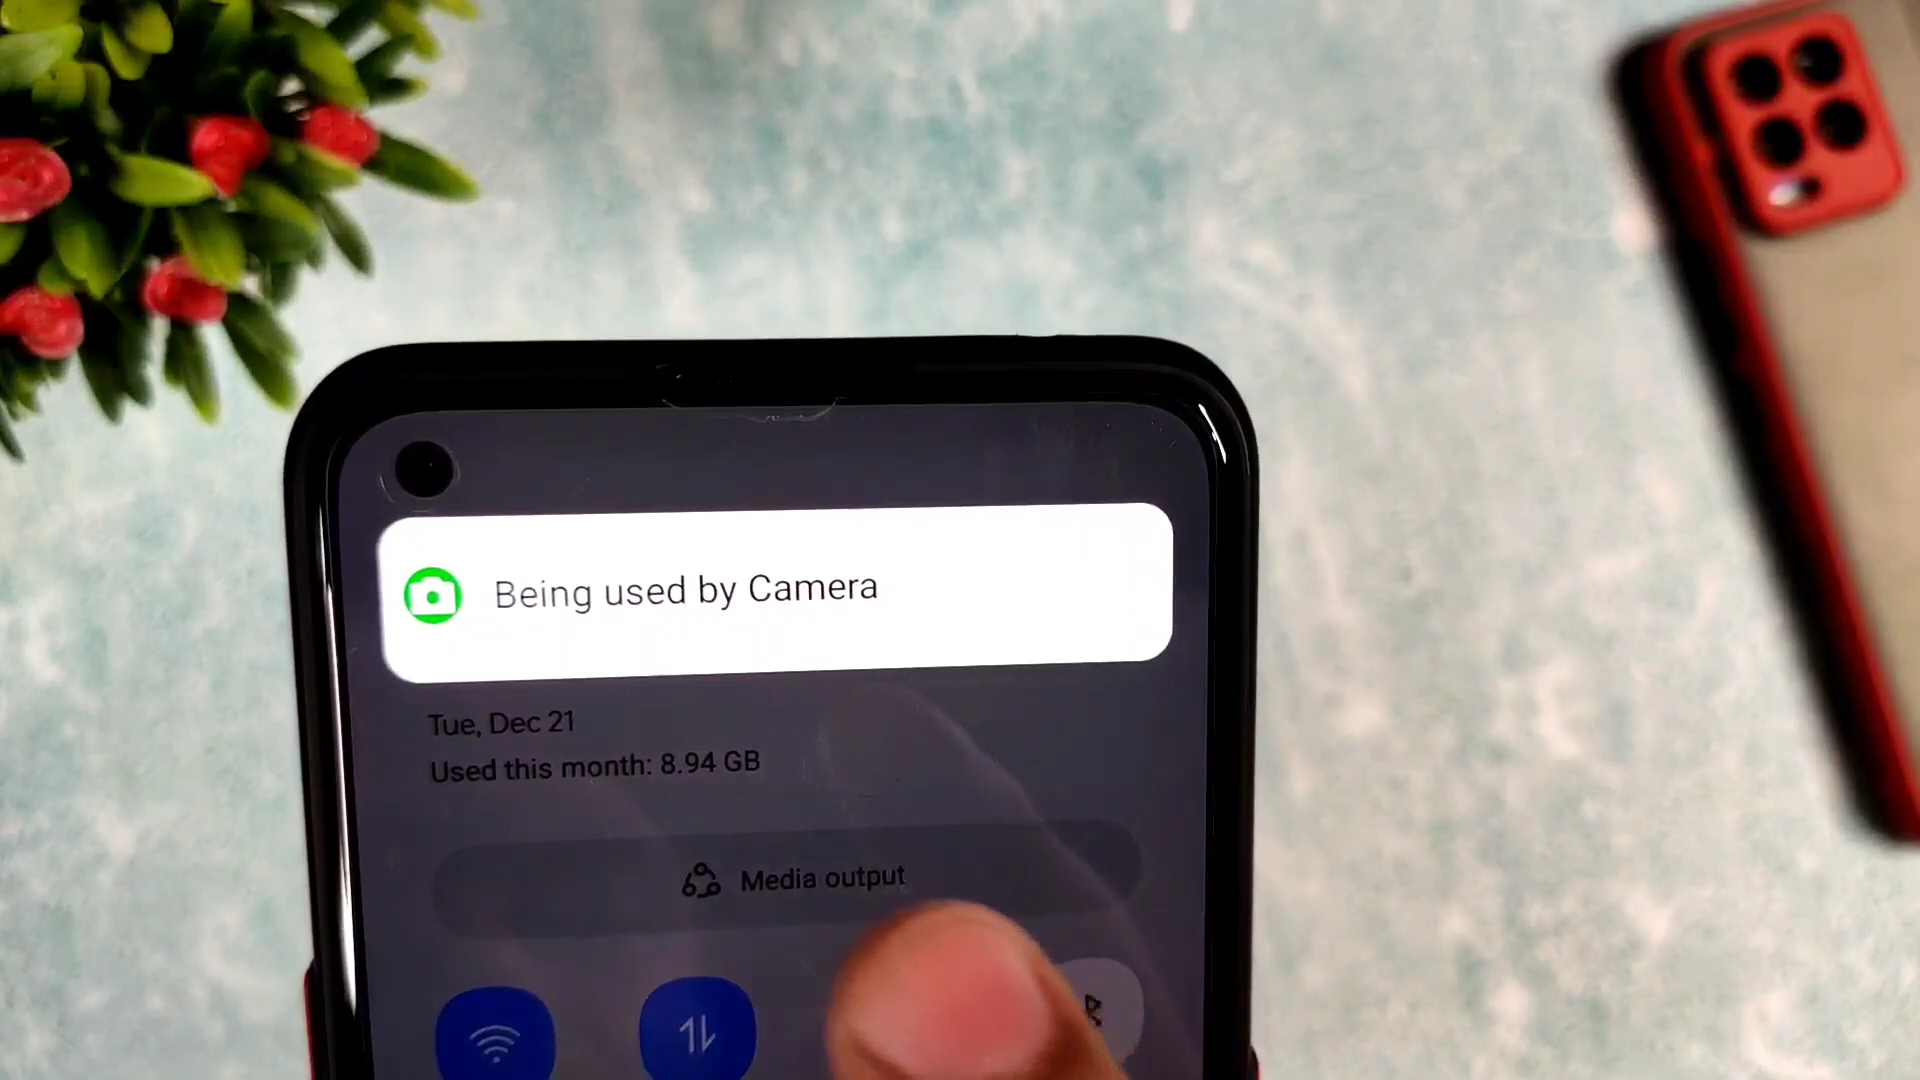 Being used by Camera
Tue, Dec 21
Used this month: 8.94 GB
Media output